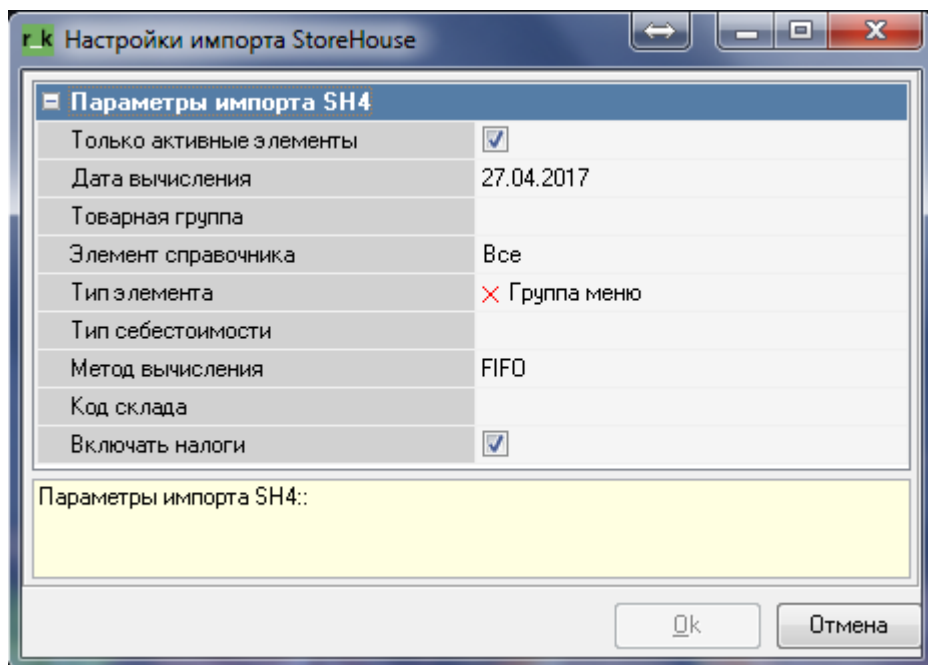 r_k Настройки импорта StoreHouse
Параметры импорта SH4
Только активные элементы
Дата вычисления 27.04.2017
Товарная группа
Элемент справочника Все
Тип элемента Группа меню
Тип себестоимости
Метод вычисления FIFO
Код склада
Включать налоги
Параметры импорта SH4::
Ok Отмена